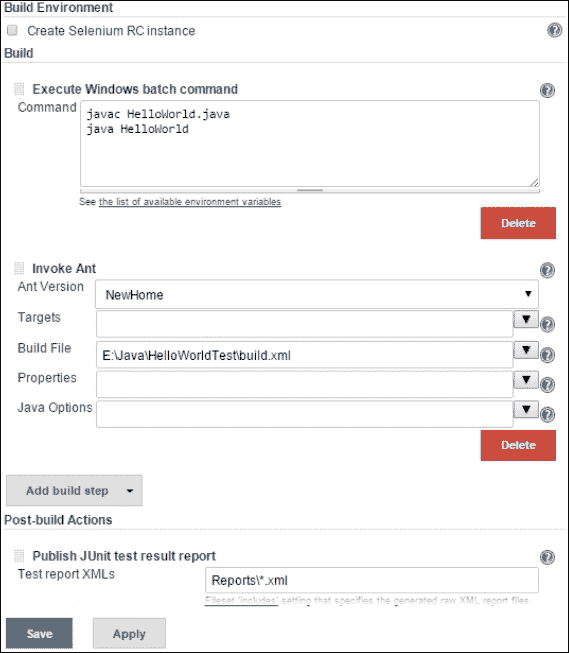 Build Environment
Create Selenium RC instance
Build
Execute Windows batch command
Command
javac HelloWorld.java
java HelloWorld
See the list of available environment variables
Delete
Invoke Ant
Ant Version NewHome
Targets
Build File E:\Java\HelloWorldTest\build.xml
Properties
Java Options
Delete
Add build step
Post-build Actions
Publish JUnit test result report
Test report XMLs Reports\*.xml
Fileset 'includes' setting that specifies the generated raw XML report files.
Save Apply